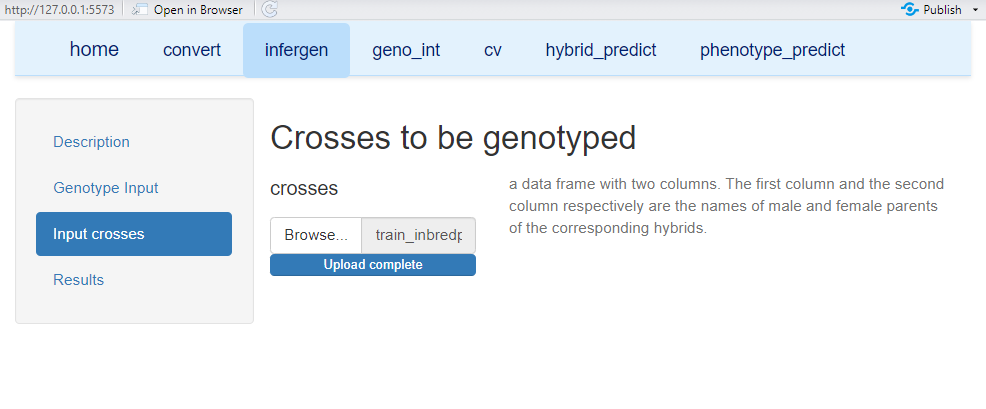 http://127.0.0.1:5573 Open in Browser Publish
home convert infergen geno_int cv hybrid_predict phenotype_predict
Description
Genotype Input
Input crosses
Results
Crosses to be genotyped
crosses
Browse... train_inbredp
Upload complete
a data frame with two columns. The first column and the second
column respectively are the names of male and female parents
of the corresponding hybrids.